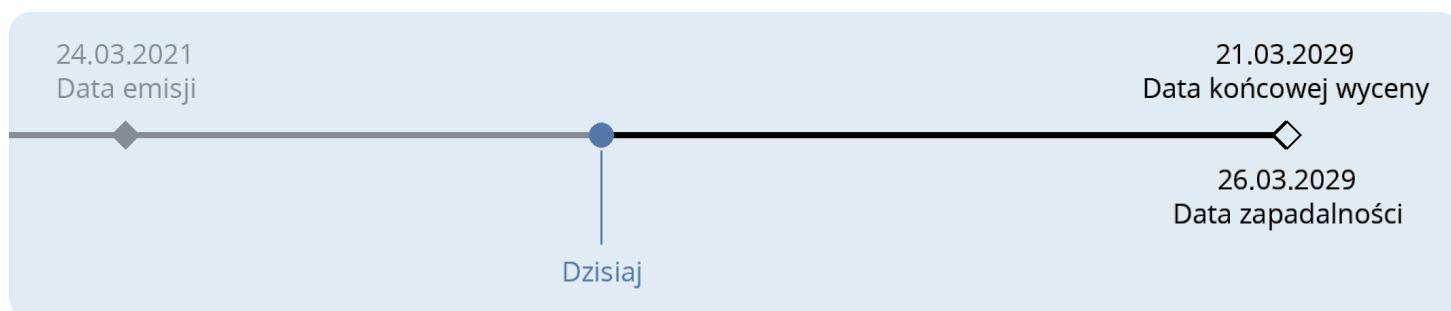 24.03.2021
Data emisji
21.03.2029
Data końcowej wyceny
26.03.2029
Data zapadalności
Dzisiaj